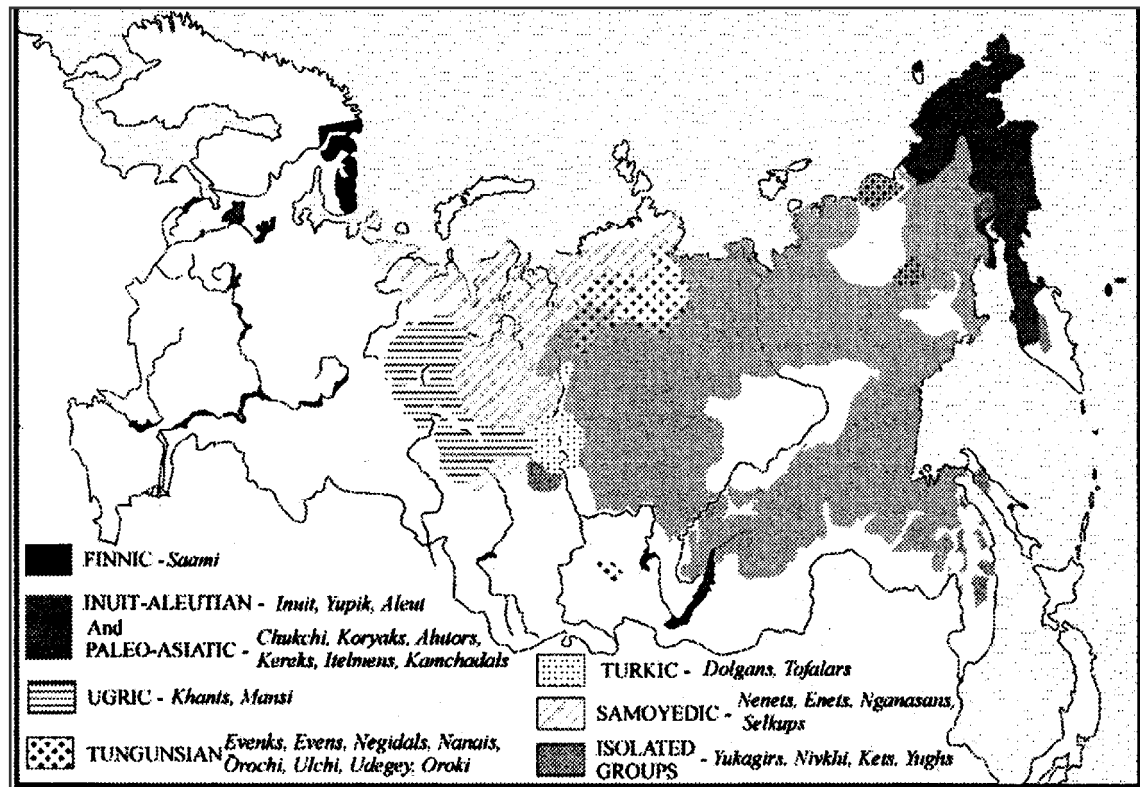 FINNIC - Saami
INUIT-ALEUTIAN - Inuit, Yupik, Aleut
And
PALEO-ASIATIC - Chukchi, Koryaks, Alutors,
Kereks, Itelmens, Kamchadals
UGRIC - Khants, Mansi
TUNGUNSIAN Evenks, Evens, Negidals, Nanais,
Orochi, Ulchi, Udegey, Oroki
TURKIC - Dolgans, Tofalars
SAMOYEDIC - Nenets, Enets, Nganasans,
Selkups
ISOLATED
GROUPS - Yukagirs, Nivkhi, Kets, Yughs